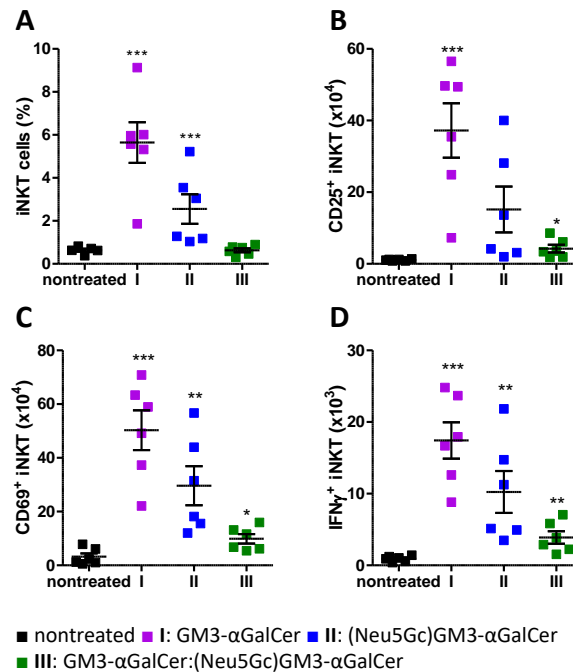 A
B
iNKT cells (%)
10
8
6
4
2
0
***
***
nontreated I II III
CD25+ iNKT (x10⁴)
60
40
20
0
***
*
nontreated I II III
C
D
CD69⁺ iNKT (x10⁴)
80
60
40
20
0
***
**
*
nontreated I II III
IFNγ⁺ iNKT (x10³)
30
20
10
0
***
**
**
nontreated I II III
■ nontreated ■ I: GM3-αGalCer ■ II: (Neu5Gc)GM3-αGalCer
■ III: GM3-αGalCer:(Neu5Gc)GM3-αGalCer